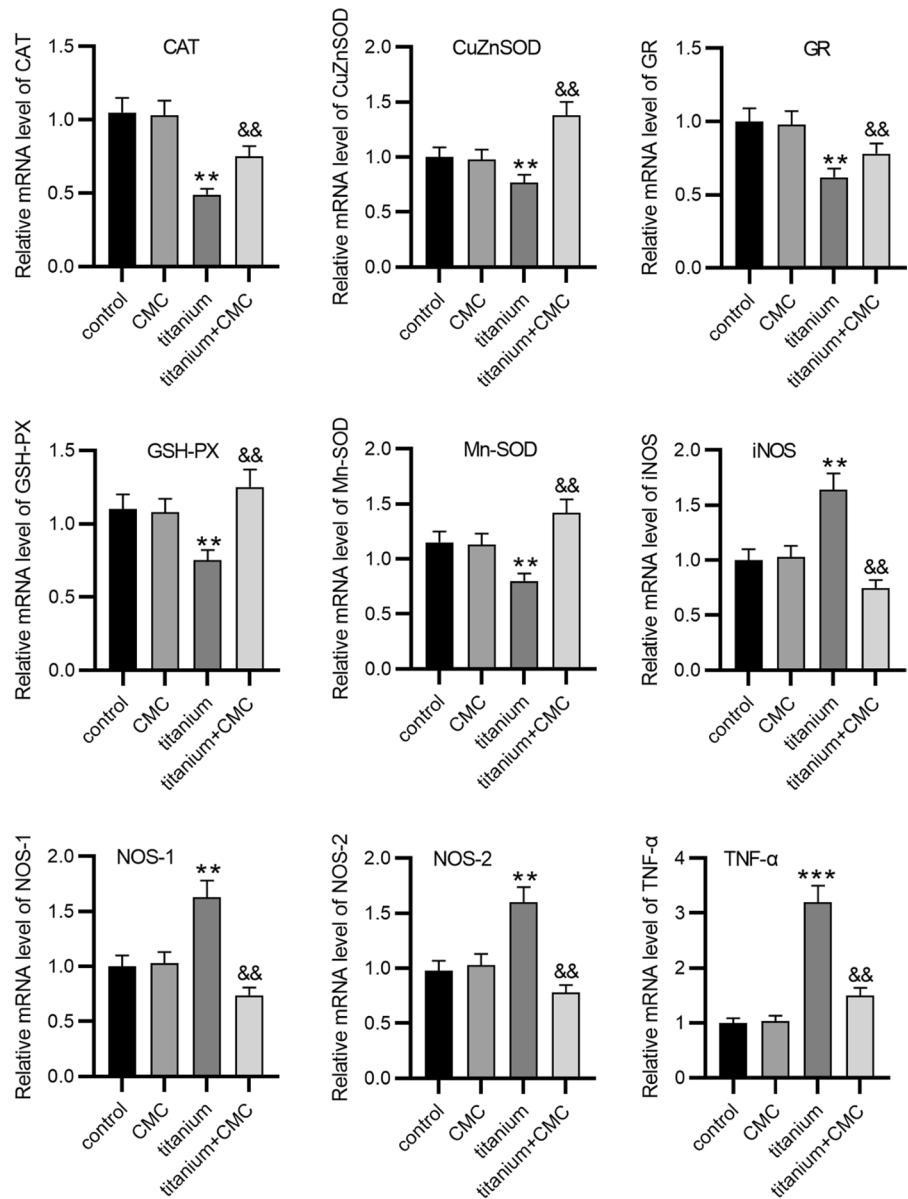 CAT
Relative mRNA level of CAT
1.5
1.0
0.5
0.0
**
&&
control
CMC
titanium
titanium+CMC
CuZnSOD
Relative mRNA level of CuZnSOD
2.0
1.5
1.0
0.5
0.0
**
&&
control
CMC
titanium
titanium+CMC
GR
Relative mRNA level of GR
1.5
1.0
0.5
0.0
**
&&
control
CMC
titanium
titanium+CMC
GSH-PX
Relative mRNA level of GSH-PX
1.5
1.0
0.5
0.0
**
&&
control
CMC
titanium
titanium+CMC
Mn-SOD
Relative mRNA level of Mn-SOD
2.0
1.5
1.0
0.5
0.0
**
&&
control
CMC
titanium
titanium+CMC
iNOS
Relative mRNA level of iNOS
2.0
1.5
1.0
0.5
0.0
**
&&
control
CMC
titanium
titanium+CMC
NOS-1
Relative mRNA level of NOS-1
2.0
1.5
1.0
0.5
0.0
**
&&
control
CMC
titanium
titanium+CMC
NOS-2
Relative mRNA level of NOS-2
2.0
1.5
1.0
0.5
0.0
**
&&
control
CMC
titanium
titanium+CMC
TNF-α
Relative mRNA level of TNF-α
4
3
2
1
0
***
&&
control
CMC
titanium
titanium+CMC